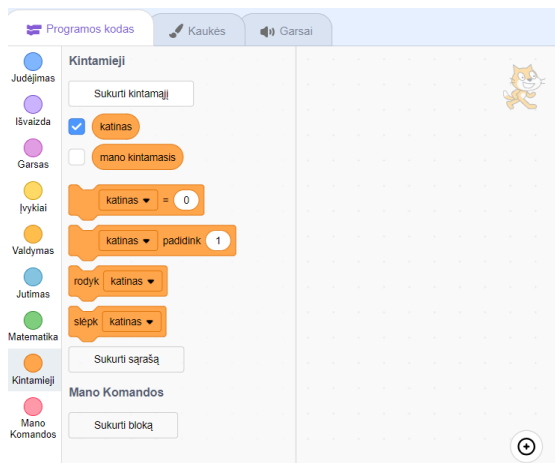 Programos kodas
Kaukės
Garsai
Judėjimas
Išvaizda
Garsas
Įvykiai
Valdymas
Jutimas
Matematika
Kintamieji
Mano
Komandos
Kintamieji
Sukurti kintamąjį
katinas
mano kintamasis
katinas = 0
katinas padidink 1
rodyk katinas
slėpk katinas
Sukurti sąrašą
Mano Komandos
Sukurti bloką